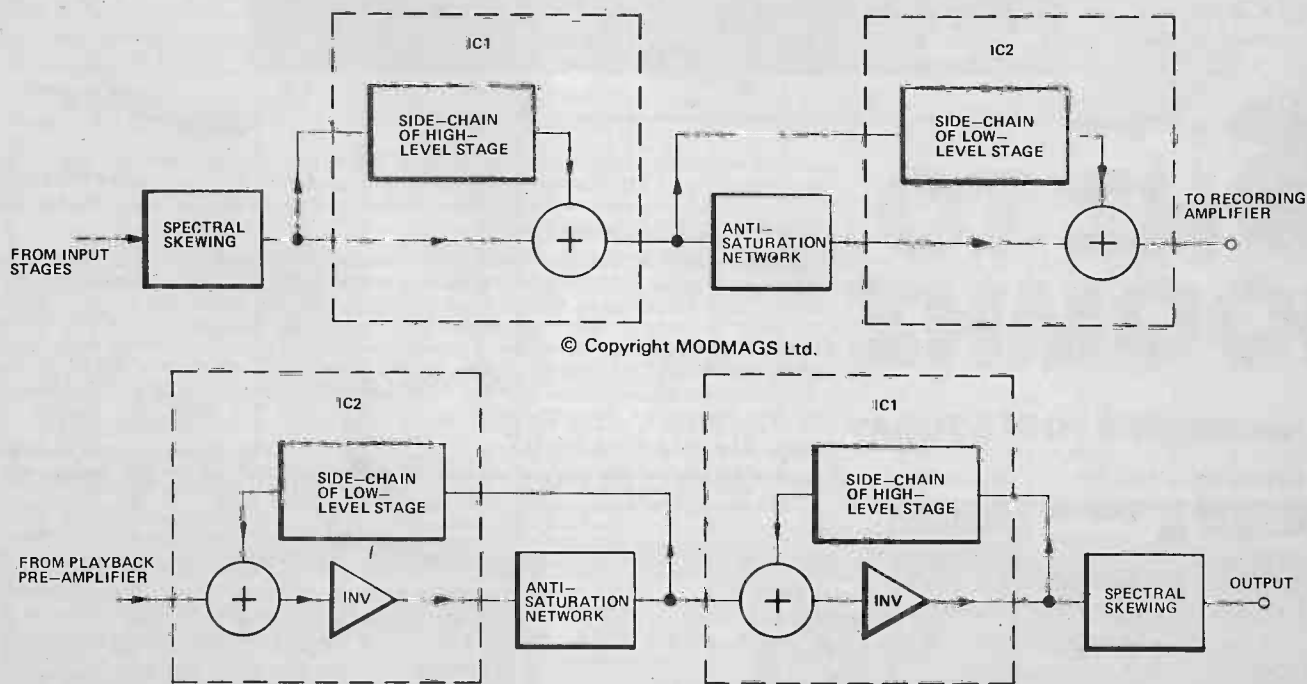 IC1
IC2
SIDE–CHAIN
OF HIGH–
LEVEL STAGE
SIDE–CHAIN
OF LOW–
LEVEL STAGE
SPECTRAL
SKEWING
FROM INPUT
STAGES
+
ANTI–
SATURATION
NETWORK
+
TO RECORDING
AMPLIFIER
© Copyright MODMAGS Ltd.
IC2
IC1
SIDE–CHAIN
OF LOW–
LEVEL STAGE
SIDE–CHAIN
OF HIGH–
LEVEL STAGE
FROM PLAYBACK
PRE–AMPLIFIER
+
INV
ANTI–
SATURATION
NETWORK
+
INV
SPECTRAL
SKEWING
OUTPUT